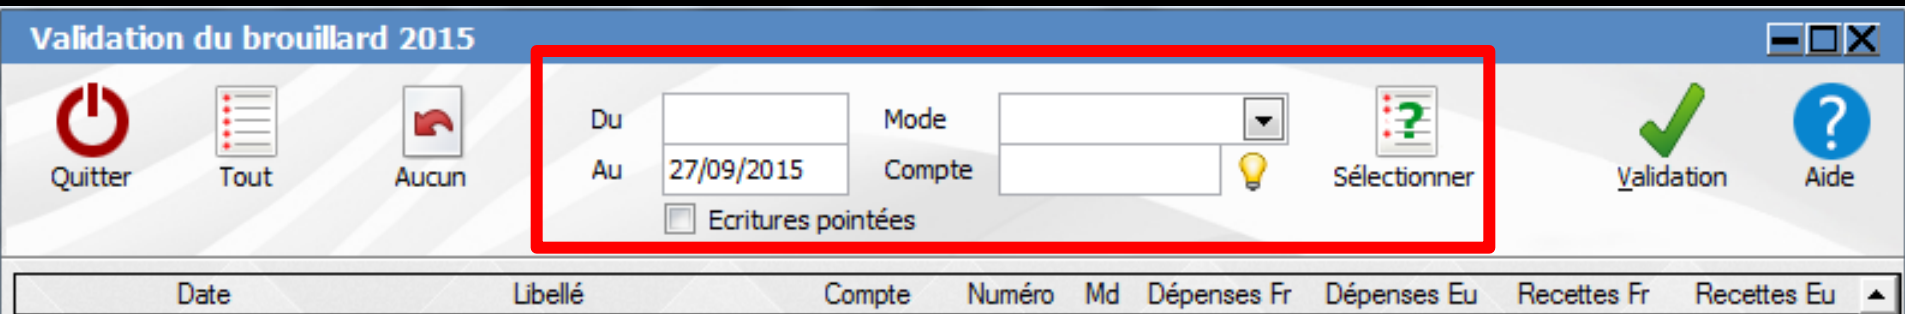 Validation du brouillard 2015
Du Mode
Quitter Tout Aucun Au 27/09/2015 Compte Sélectionner Validation Aide
Ecritures pointées
Date Libellé Compte Numéro Md Dépenses Fr Dépenses Eu Recettes Fr Recettes Eu